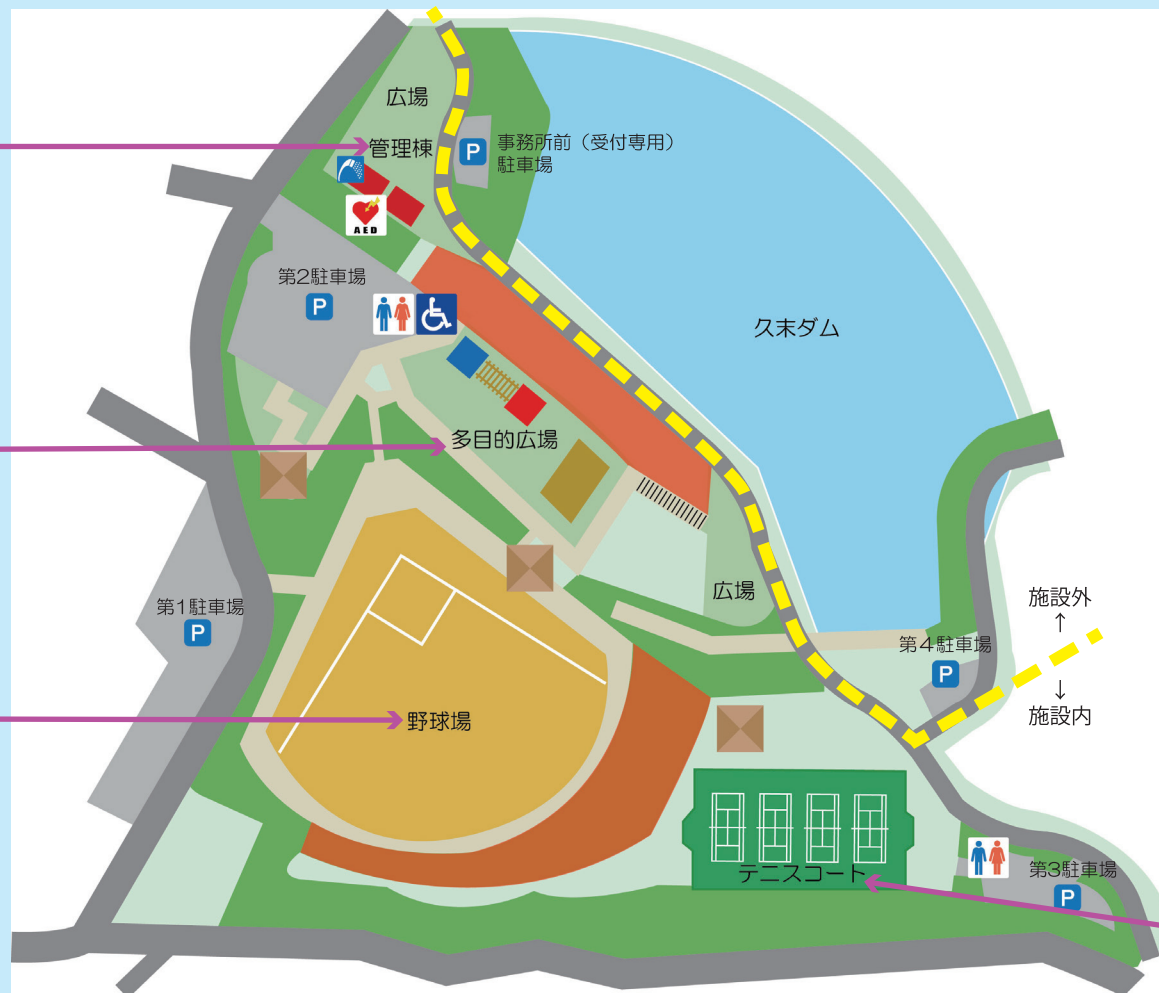 広場
管理棟
P
事務所前（受付専用）
駐車場
AED
第2駐車場
P
久末ダム
多目的広場
広場
施設外
↑
第1駐車場
P
第4駐車場
P
↓
施設内
野球場
テニスコート
第3駐車場
P